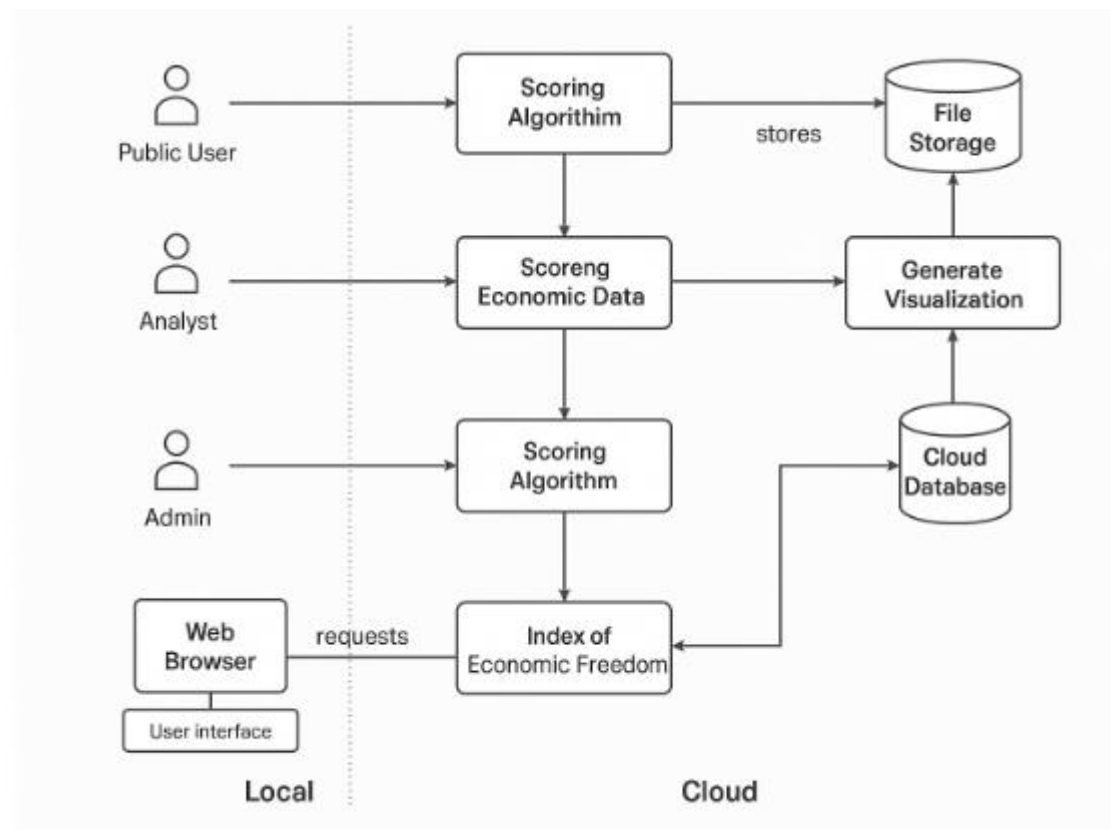 Public User
Scoring
Algorithim
stores
File
Storage
Analyst
Scoreng
Economic Data
Generate
Visualization
Admin
Scoring
Algorithm
Cloud
Database
Web
Browser
requests
Index of
Economic Freedom
User interface
Local
Cloud